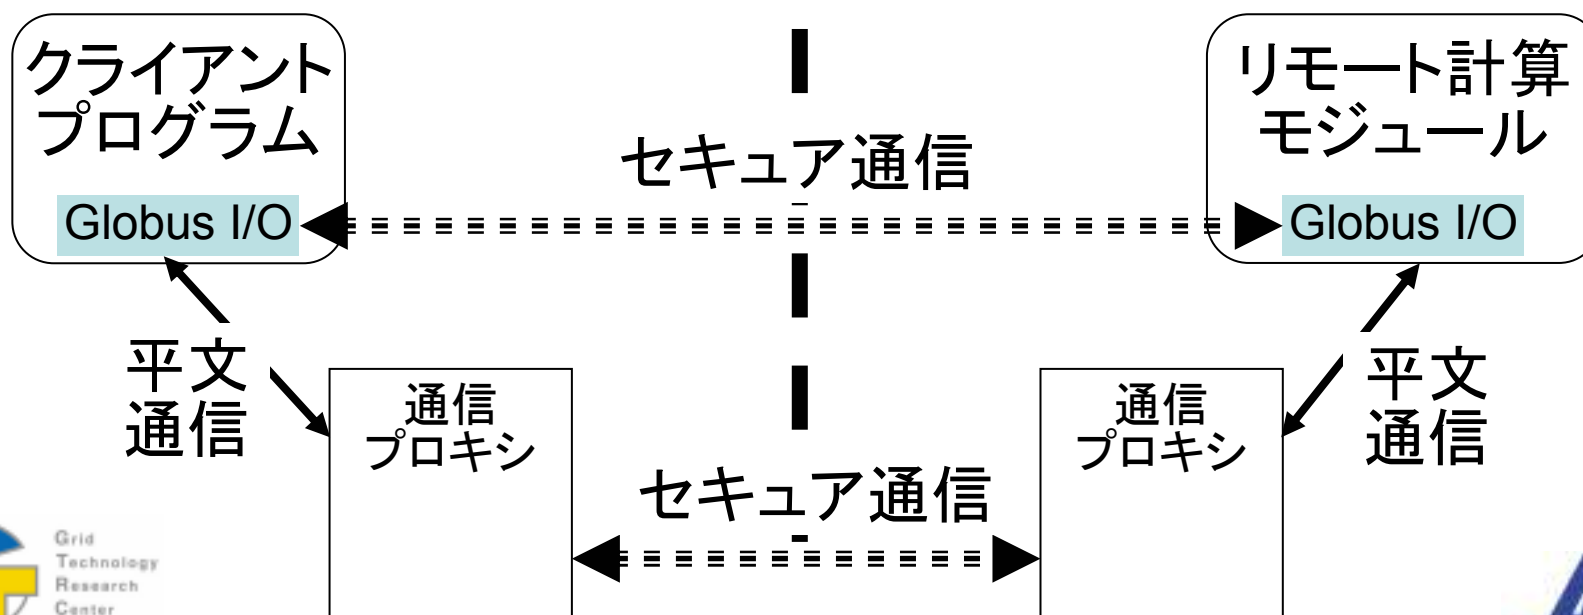 クライアント
プログラム
Globus I/O
セキュア通信
リモート計算
モジュール
Globus I/O
平文
通信
通信
プロキシ
セキュア通信
通信
プロキシ
平文
通信
Grid
Technology
Research
Center